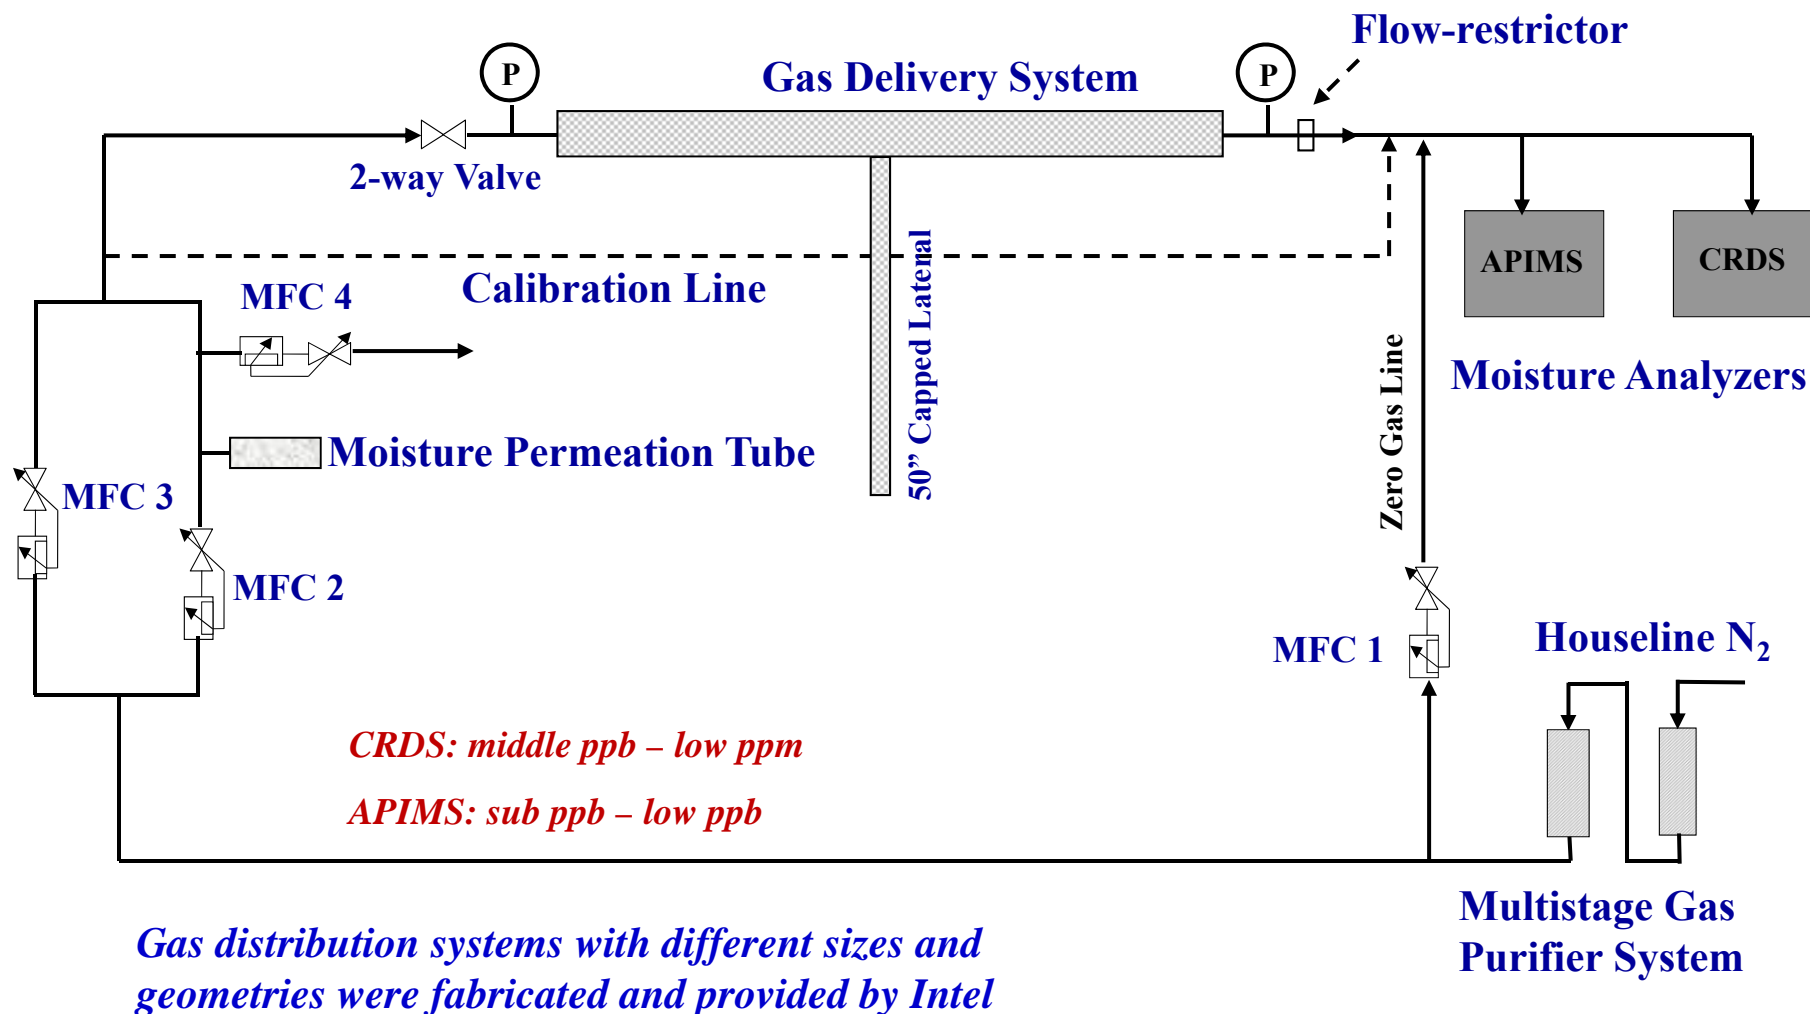 Flow-restrictor
P
Gas Delivery System
P
2-way Valve
APIMS
CRDS
Calibration Line
MFC 4
50” Capped Lateral
Zero Gas Line
Moisture Analyzers
Moisture Permeation Tube
MFC 3
MFC 2
MFC 1
Houseline N₂
CRDS: middle ppb – low ppm
APIMS: sub ppb – low ppb
Multistage Gas
Purifier System
Gas distribution systems with different sizes and
geometries were fabricated and provided by Intel